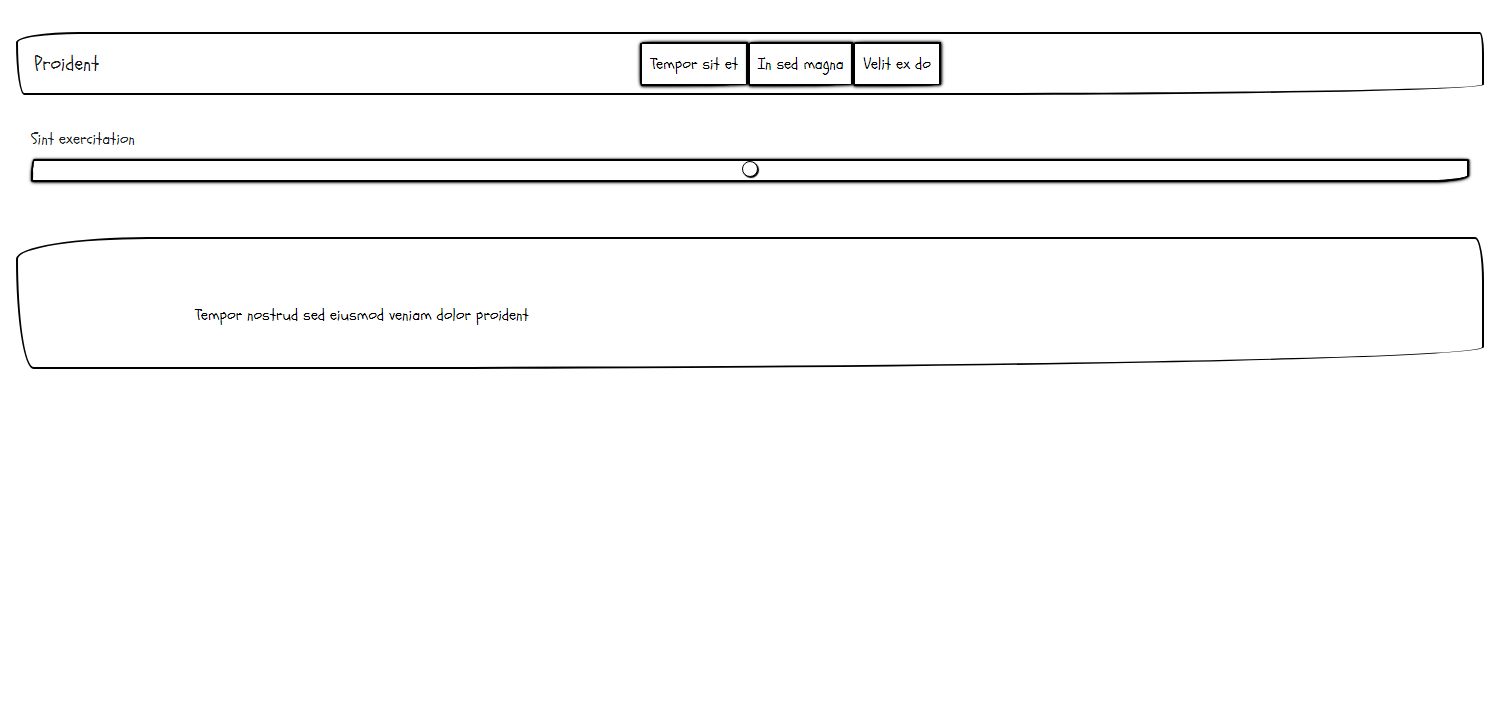 Proident
Tempor sit et
In sed magna
Velit ex do
Sint exercitation
Tempor nostrud sed eiusmod veniam dolor proident